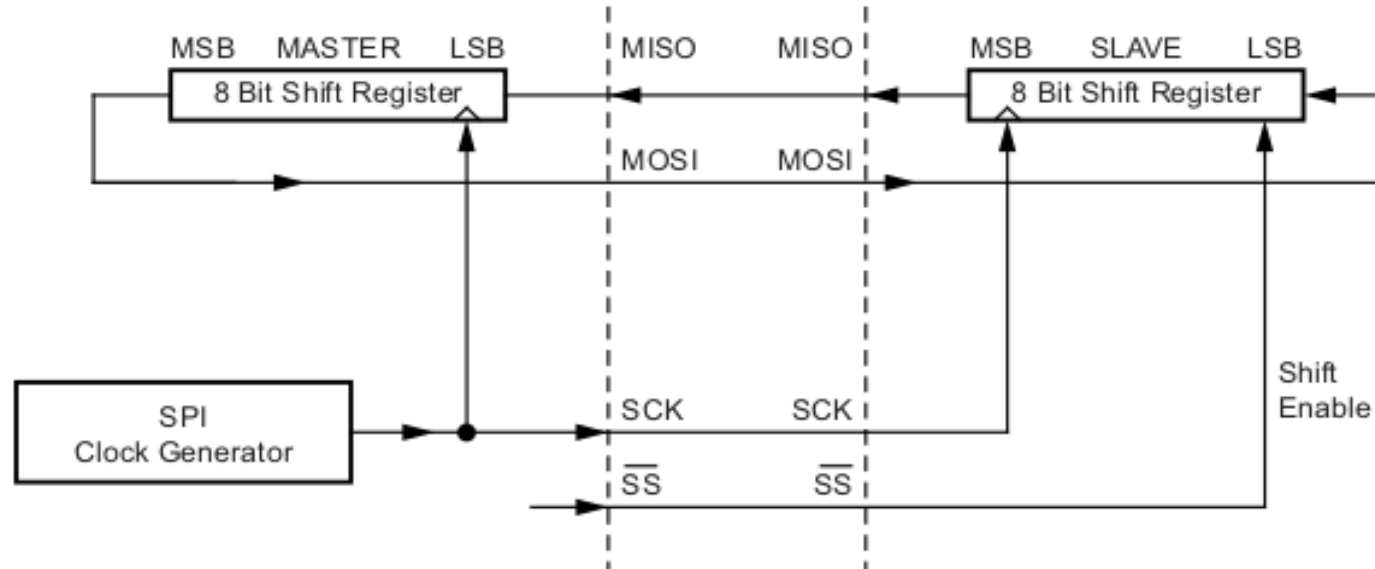 MSB MASTER LSB MISO MISO MSB SLAVE LSB
8 Bit Shift Register 8 Bit Shift Register
MOSI MOSI
Shift
Enable
SPI
Clock Generator
SCK SCK
SS SS